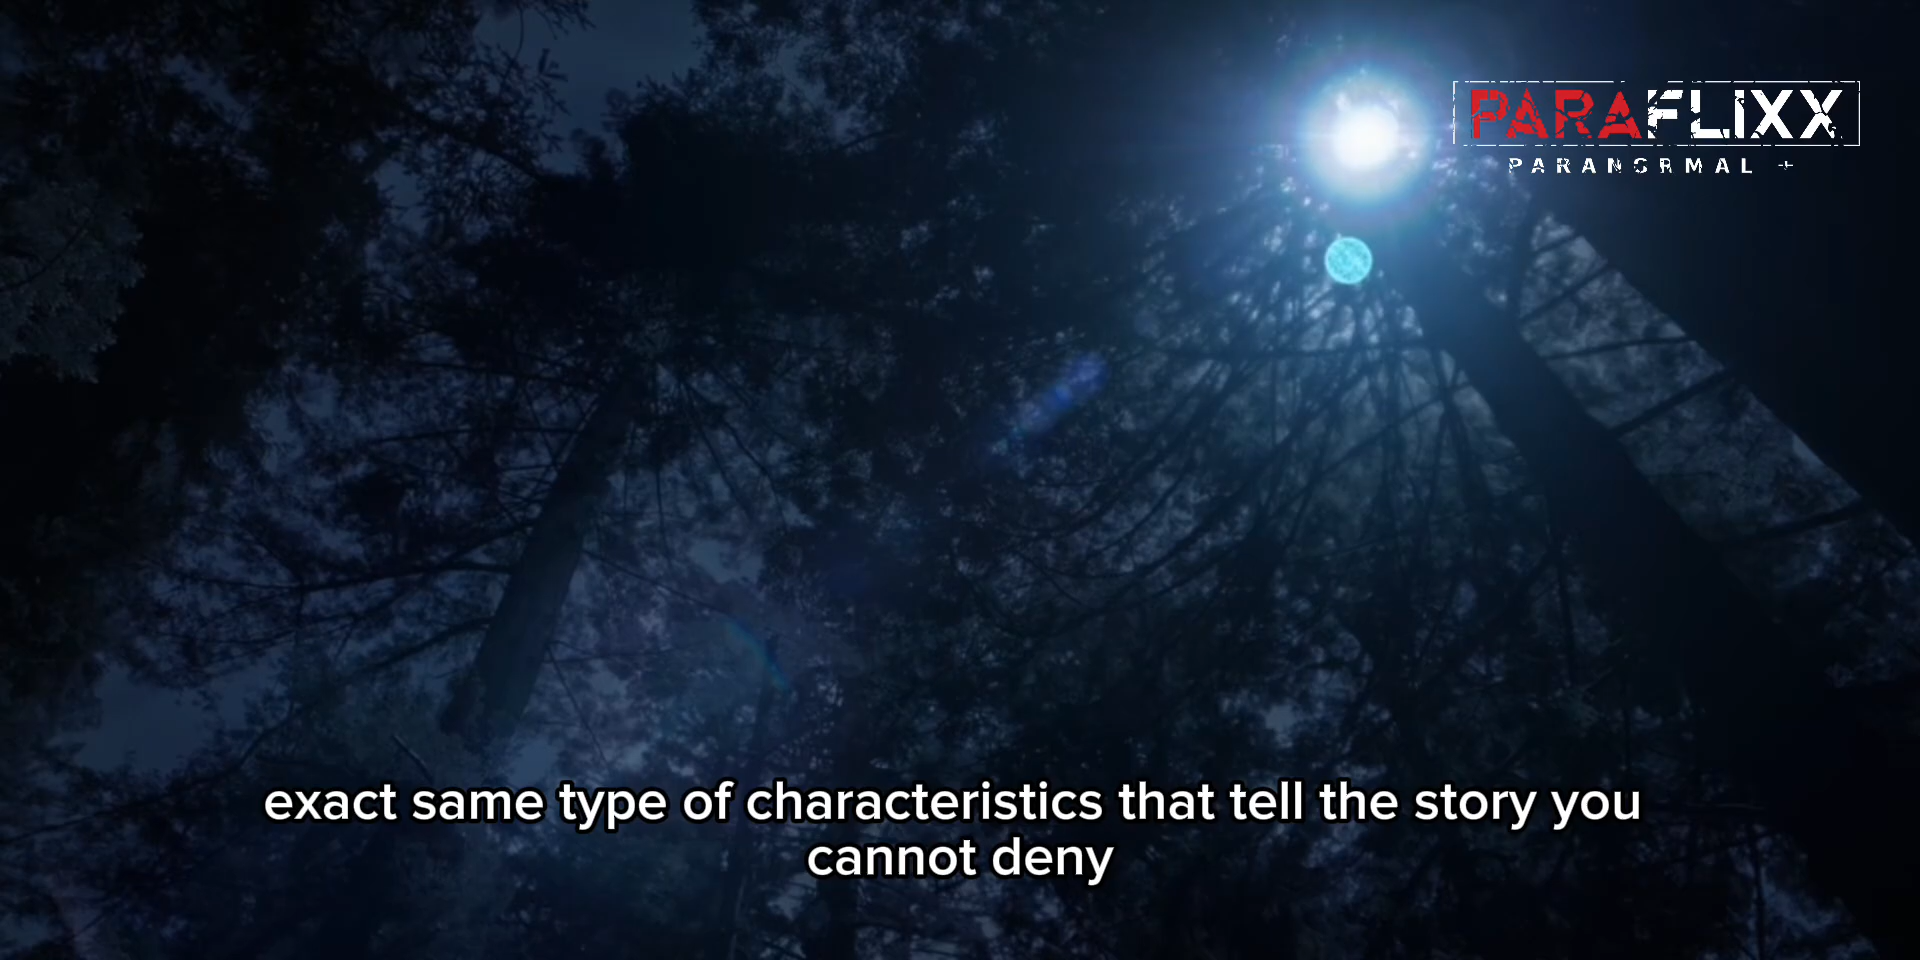 PARAFLIXX
PARANORMAL +
exact same type of characteristics that tell the story you
cannot deny